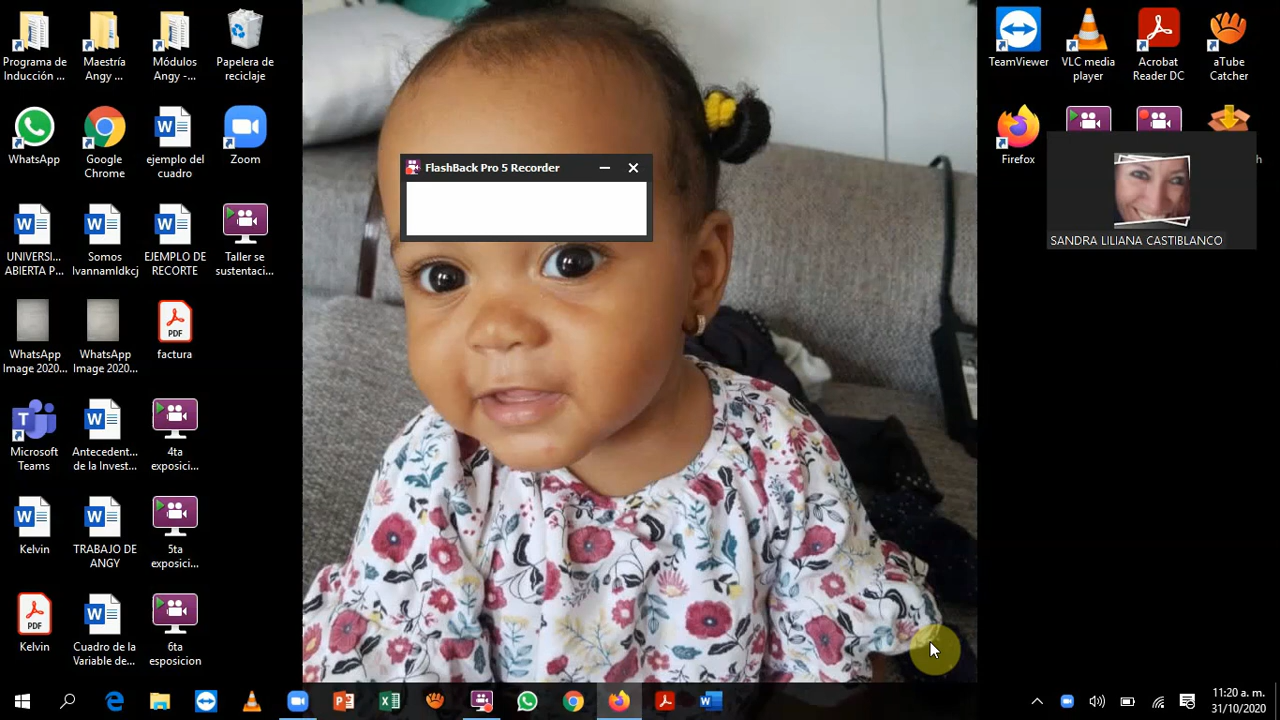 Programa de
Inducción ...
Maestría
Angy ...
Módulos
Angy -...
Papelera de
reciclaje
TeamViewer
VLC media
player
Acrobat
Reader DC
aTube
Catcher
WhatsApp
Google
Chrome
ejemplo del
cuadro
Zoom
Firefox
FlashBack Pro 5 Recorder
SANDRA LILIANA CASTIBLANCO
UNIVERSI...
ABIERTA P...
Somos
Ivannamldkcj
EJEMPLO DE
RECORTE
Taller se
sustentaci...
WhatsApp
Image 2020...
WhatsApp
Image 2020...
PDF
factura
Microsoft
Teams
Antecedent...
de la Invest...
4ta
exposici...
Kelvin
TRABAJO DE
ANGY
5ta
exposici...
PDF
Kelvin
Cuadro de la
Variable de...
6ta
esposicion
11:20 a. m.
31/10/2020